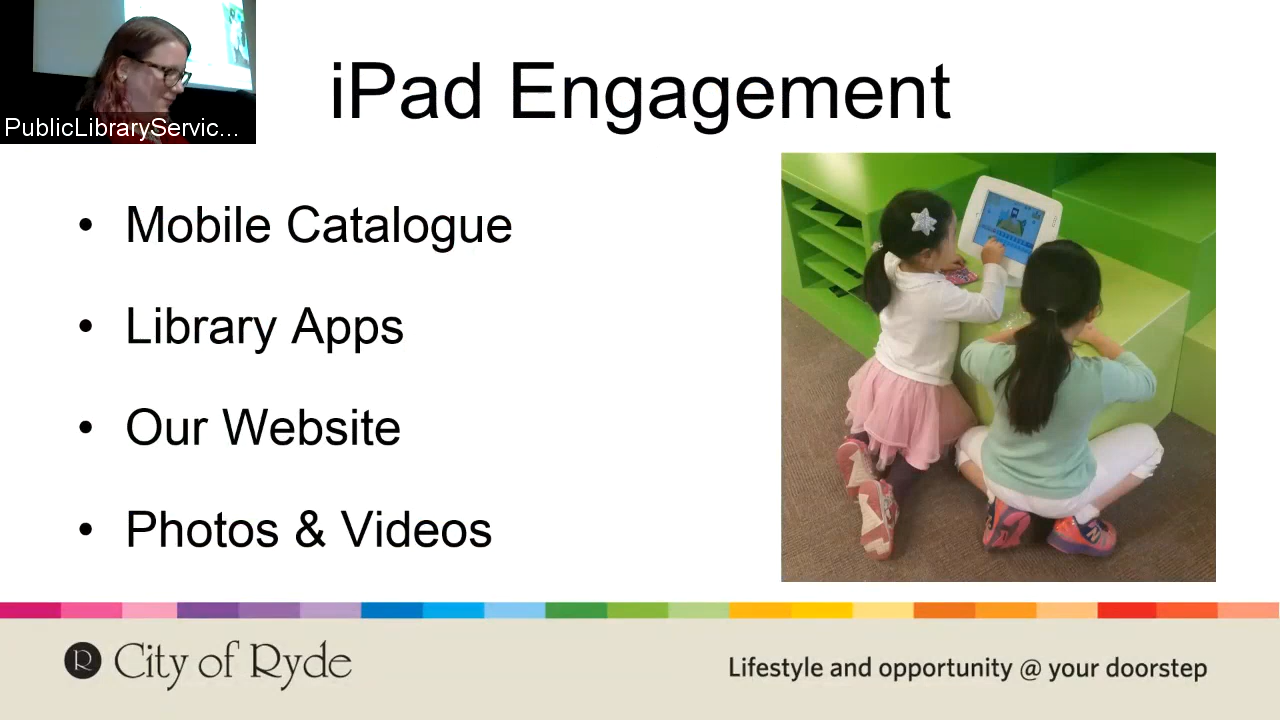 iPad Engagement
PublicLibraryServic...
• Mobile Catalogue
• Library Apps
• Our Website
• Photos & Videos
R City of Ryde
Lifestyle and opportunity @ your doorstep